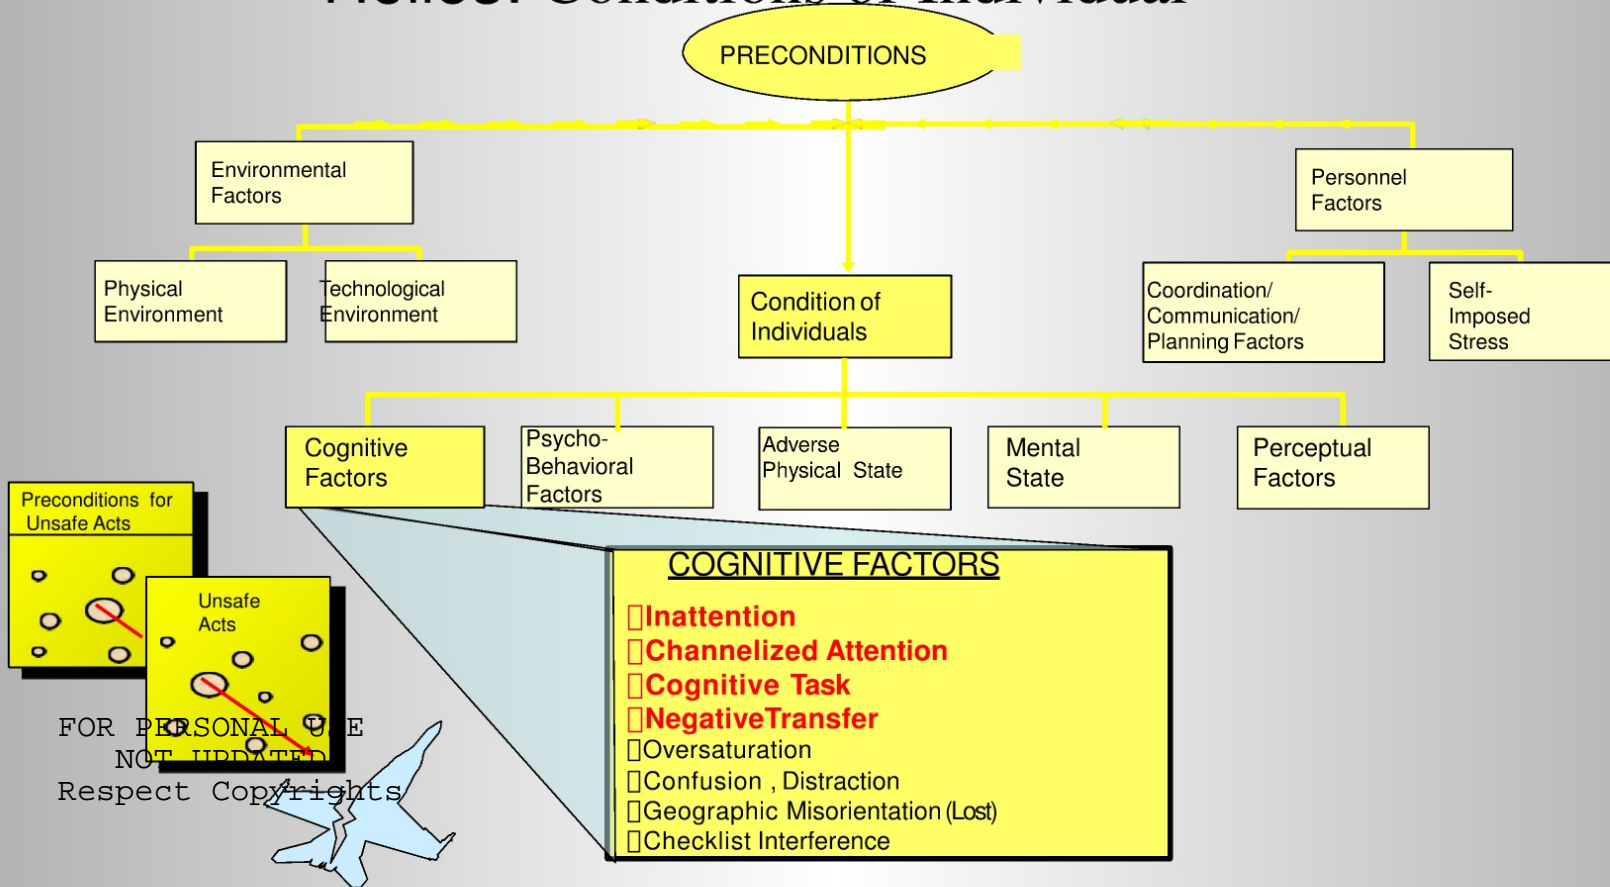 Conditions of Individual
PRECONDITIONS
Environmental
Factors
Personnel
Factors
Physical
Environment
Technological
Environment
Condition of
Individuals
Coordination/
Communication/
Planning Factors
Self-
Imposed
Stress
Cognitive
Factors
Psycho-
Behavioral
Factors
Adverse
Physical State
Mental
State
Perceptual
Factors
Preconditions for
Unsafe Acts
Unsafe
Acts
COGNITIVE FACTORS
Inattention
Channelized Attention
Cognitive Task
NegativeTransfer
Oversaturation
Confusion , Distraction
Geographic Misorientation (Lost)
Checklist Interference
FOR PERSONAL USE
NOT UPDATED
Respect Copyrights